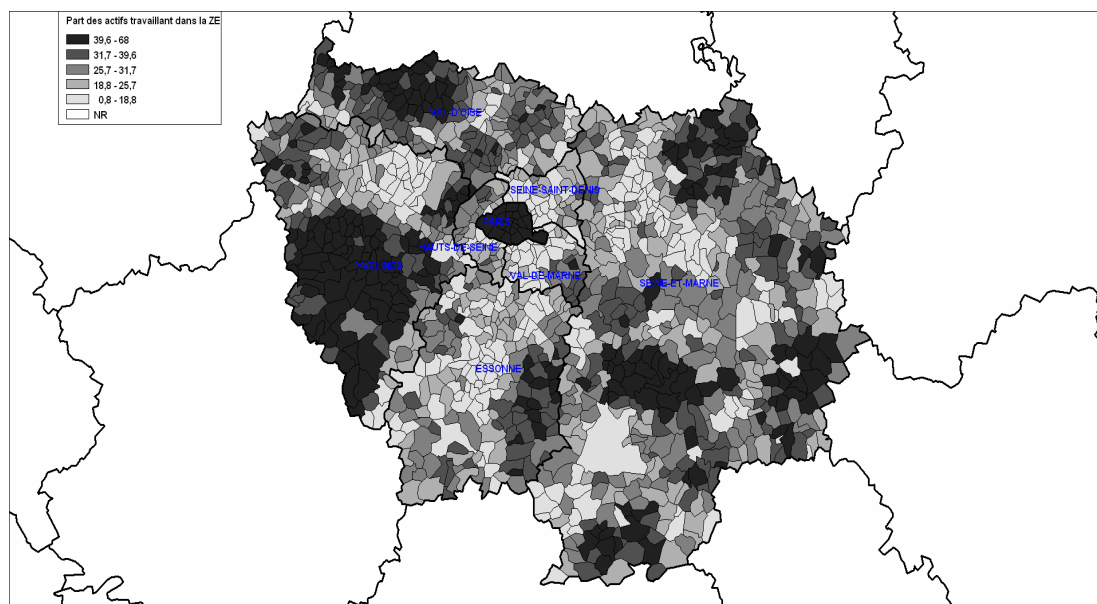 Part des actifs travaillant dans la ZE
39,6 - 68
31,7 - 39,6
25,7 - 31,7
18,8 - 25,7
0,8 - 18,8
NR
VAL-D'OISE
SEINE-SAINT-DENIS
PARIS
HAUTS-DE-SEINE
YVELINES
VAL-DE-MARNE
SEINE-ET-MARNE
ESSONNE